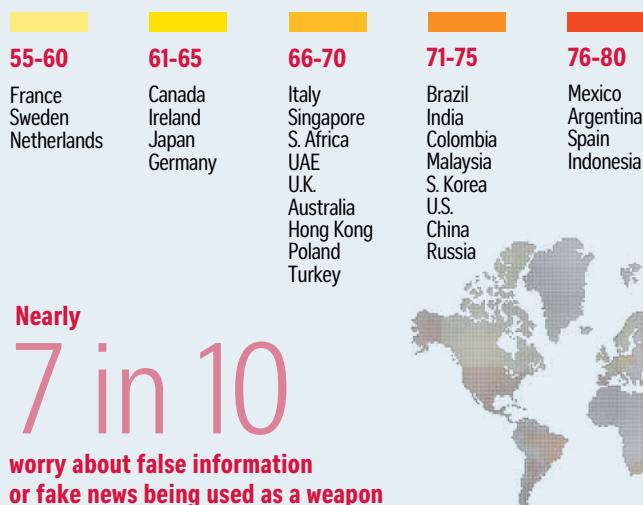 55-60
France
Sweden
Netherlands
61-65
Canada
Ireland
Japan
Germany
66-70
Italy
Singapore
S. Africa
UAE
U.K.
Australia
Hong Kong
Poland
Turkey
71-75
Brazil
India
Colombia
Malaysia
S. Korea
U.S.
China
Russia
76-80
Mexico
Argentina
Spain
Indonesia
Nearly
7 in 10
worry about false information
or fake news being used as a weapon